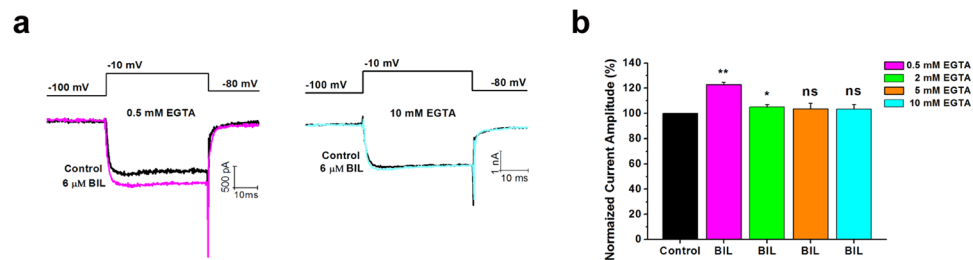 a
-10 mV
-100 mV
-80 mV
0.5 mM EGTA
Control
6 μM BIL
500 pA
10ms
-10 mV
-100 mV
-80 mV
10 mM EGTA
Control
6 μM BIL
1 nA
10 ms
b
Normaized Current Amplitude (%)
140
120
100
80
60
40
20
0
**
*
ns
ns
Control
BIL
BIL
BIL
BIL
0.5 mM EGTA
2 mM EGTA
5 mM EGTA
10 mM EGTA